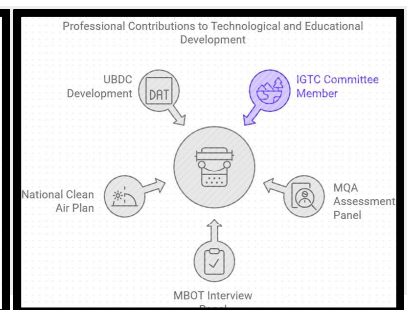 Professional Contributions to Technological and Educational
Development
UBDC
Development
DAT
IGTC Committee
Member
National Clean
Air Plan
MQA
Assessment
Panel
MBOT Interview